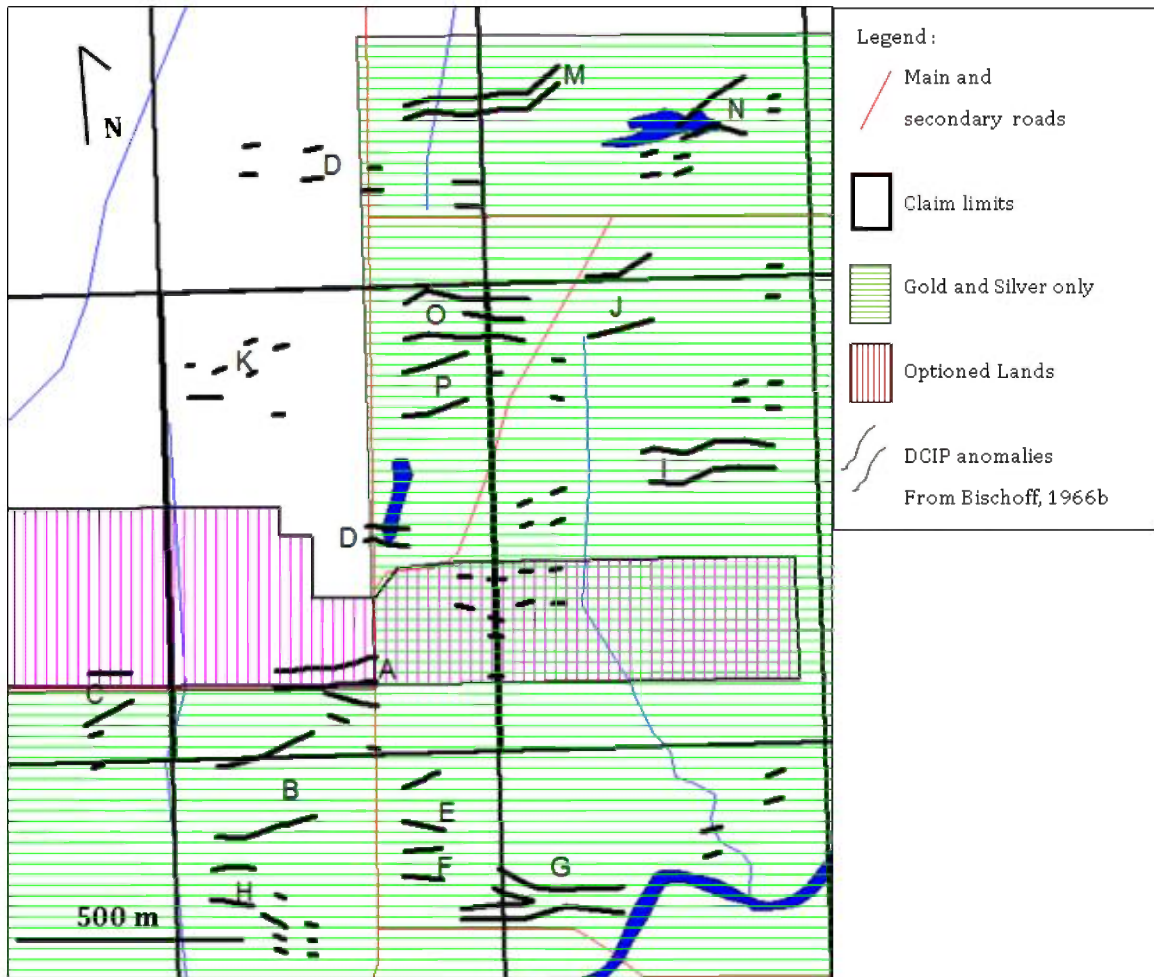 M
N
N
D
O
J
K
P
I
D
A
C
B
E
F
G
H
500 m
Legend :
Main and
secondary roads
Claim limits
Gold and Silver only
Optioned Lands
DCIP anomalies
From Bischoff, 1966b